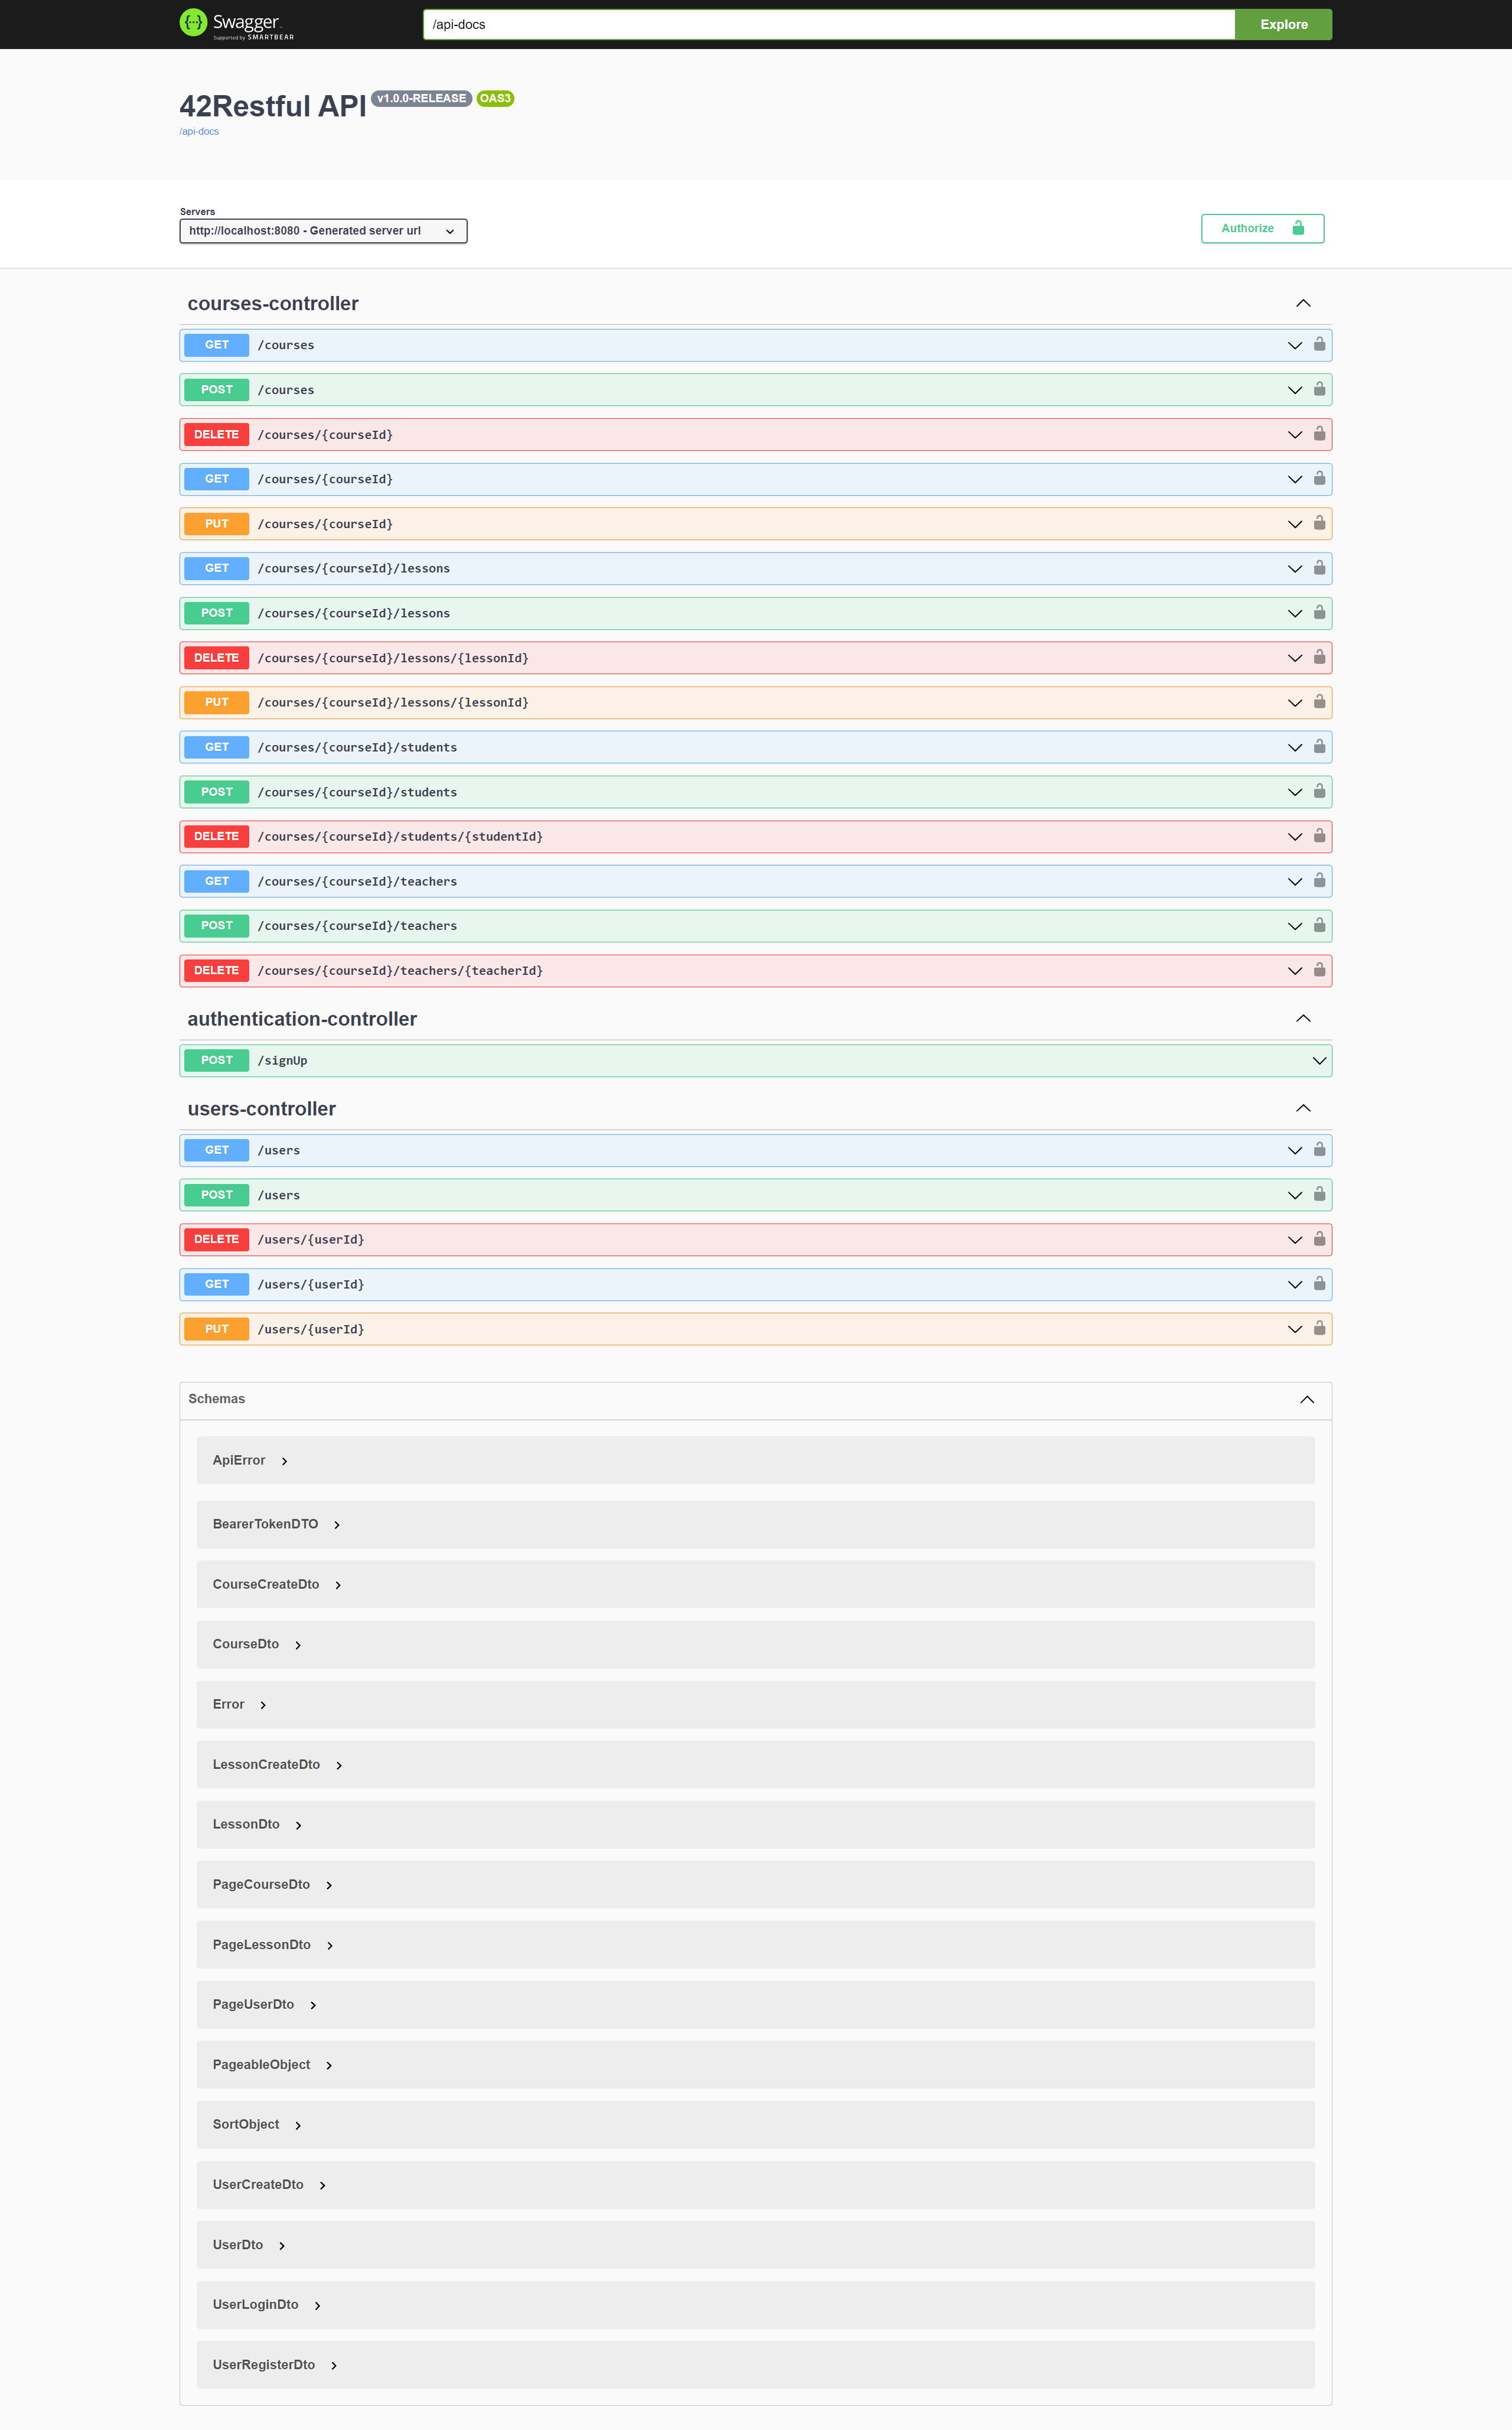 Swagger
Supported by SMARTBEAR
/api-docs
Explore
42Restful API v1.0.0-RELEASE OAS3
/api-docs
Servers
http://localhost:8080 - Generated server url
Authorize
courses-controller
GET /courses
POST /courses
DELETE /courses/{courseId}
GET /courses/{courseId}
PUT /courses/{courseId}
GET /courses/{courseId}/lessons
POST /courses/{courseId}/lessons
DELETE /courses/{courseId}/lessons/{lessonId}
PUT /courses/{courseId}/lessons/{lessonId}
GET /courses/{courseId}/students
POST /courses/{courseId}/students
DELETE /courses/{courseId}/students/{studentId}
GET /courses/{courseId}/teachers
POST /courses/{courseId}/teachers
DELETE /courses/{courseId}/teachers/{teacherId}
authentication-controller
POST /signUp
users-controller
GET /users
POST /users
DELETE /users/{userId}
GET /users/{userId}
PUT /users/{userId}
Schemas
ApiError
BearerTokenDTO
CourseCreateDto
CourseDto
Error
LessonCreateDto
LessonDto
PageCourseDto
PageLessonDto
PageUserDto
PageableObject
SortObject
UserCreateDto
UserDto
UserLoginDto
UserRegisterDto